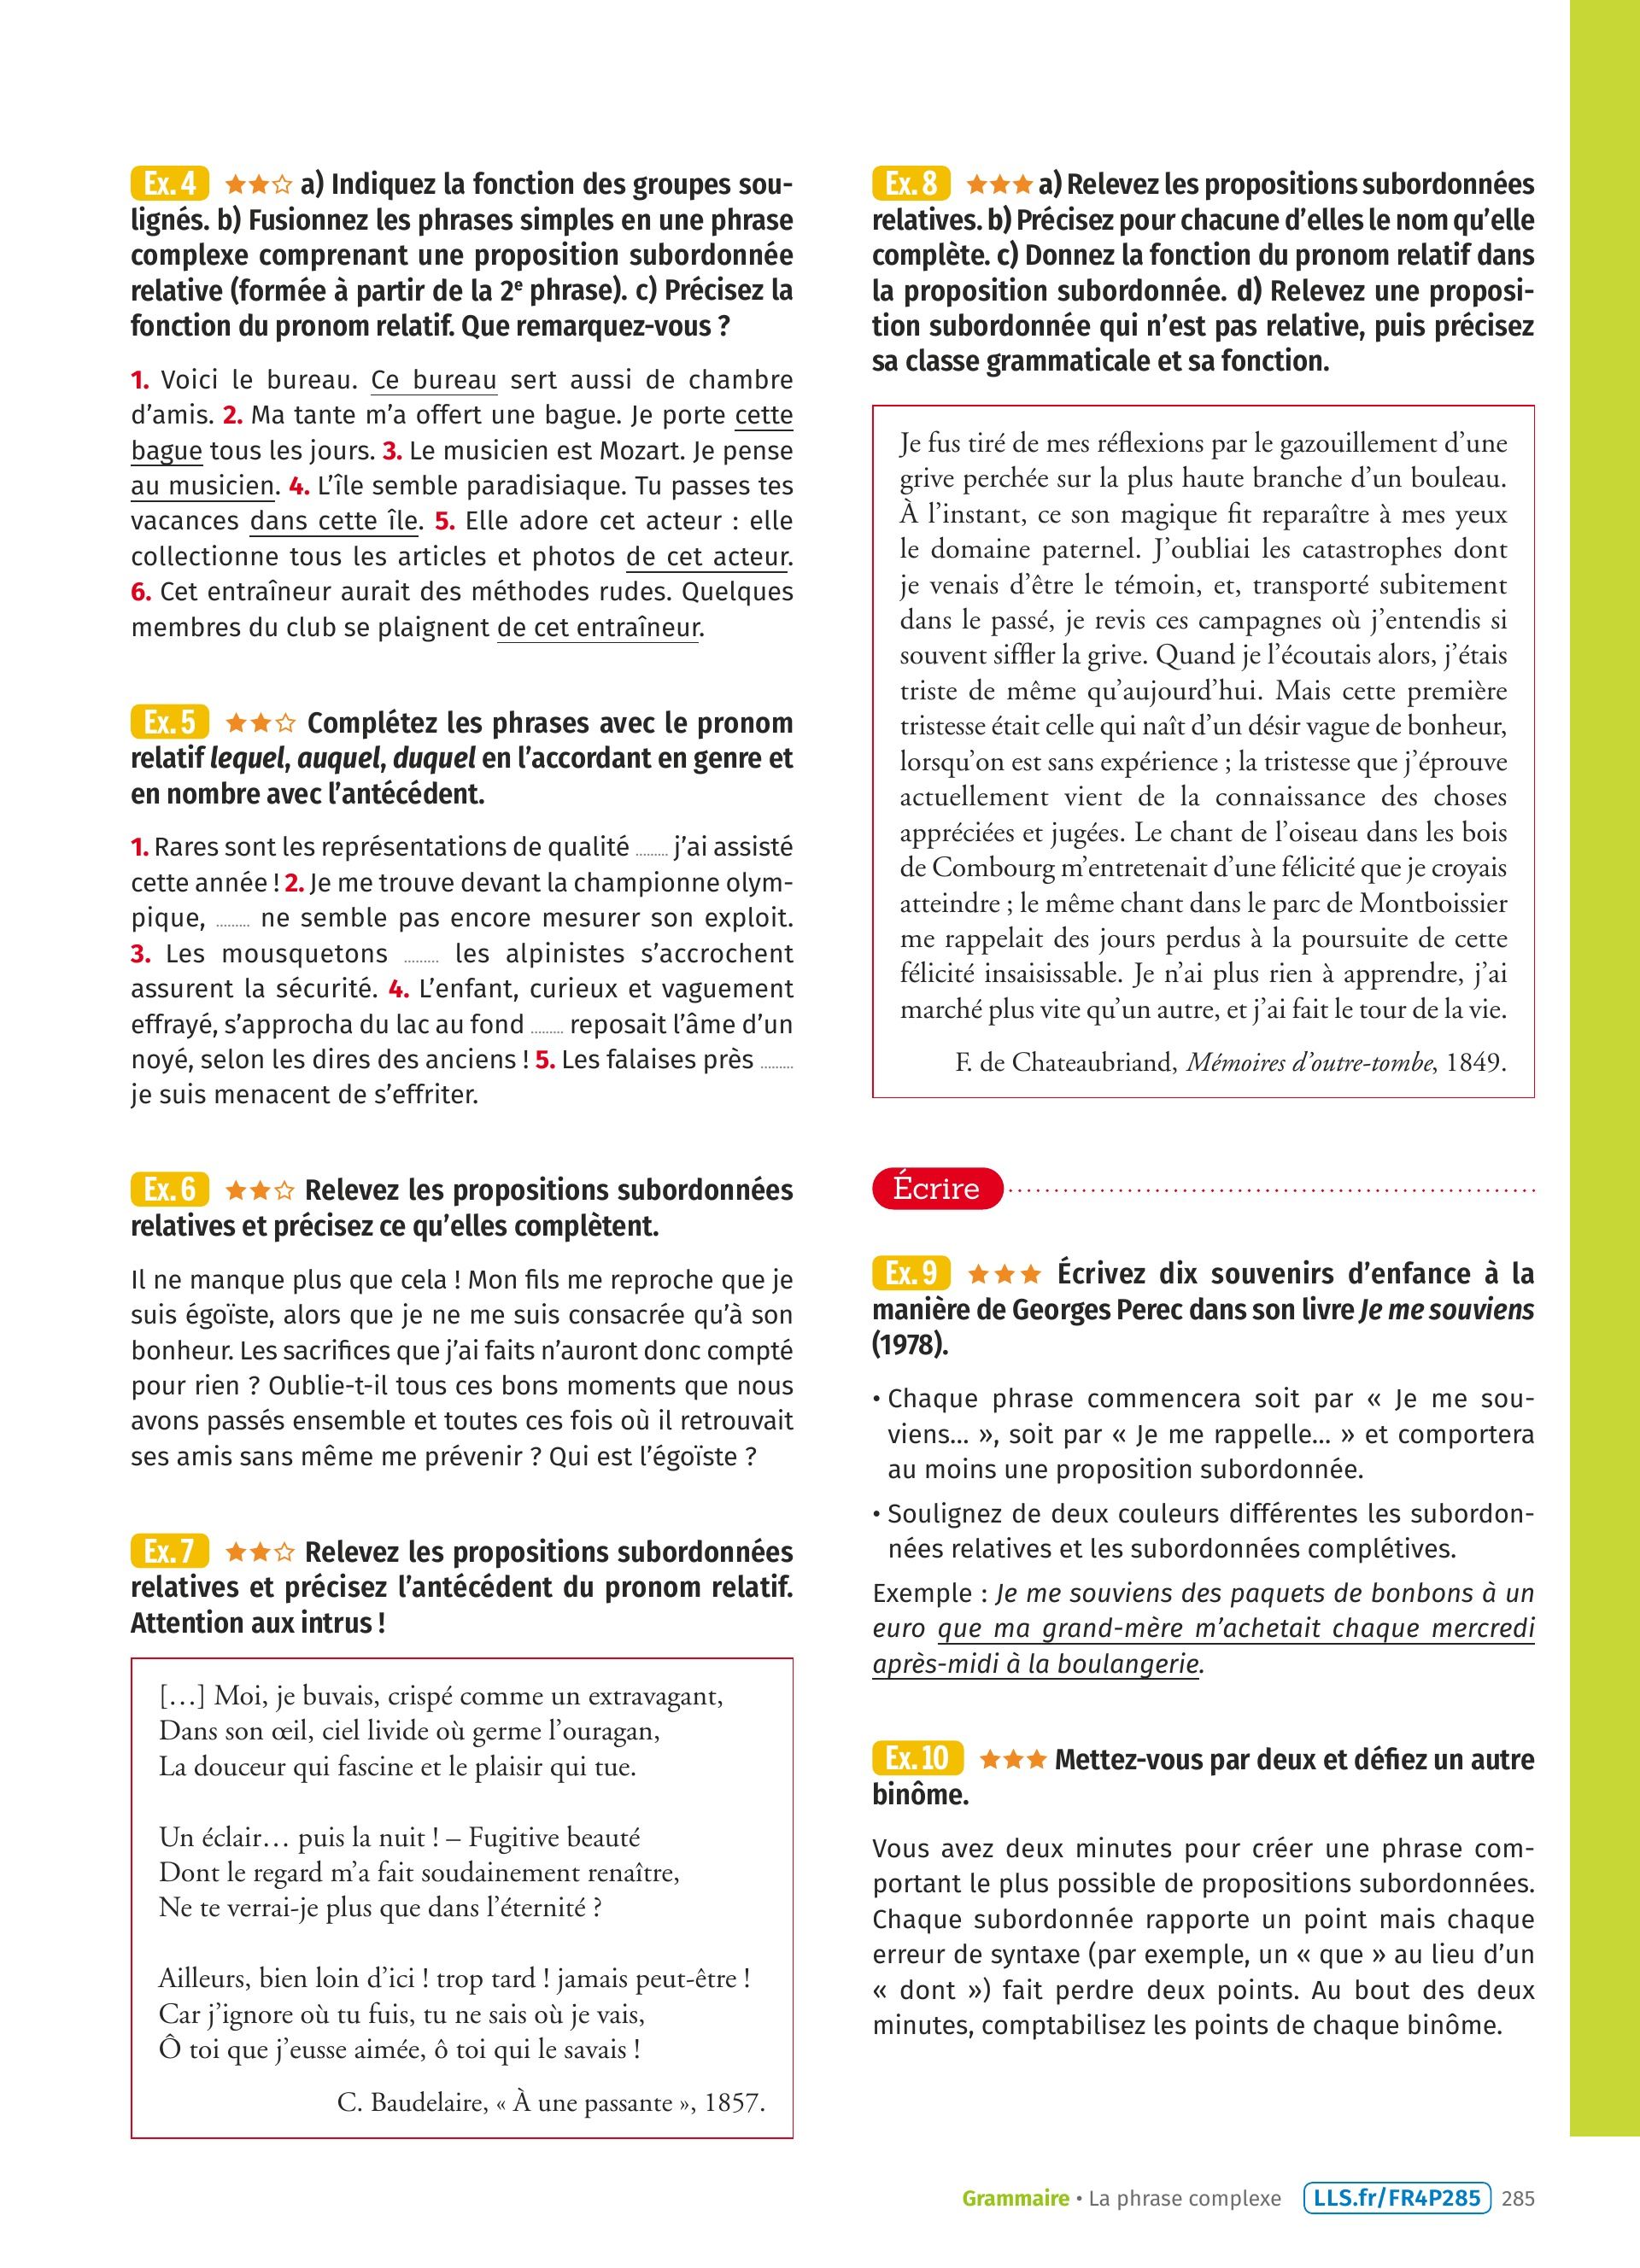 Ex. 4 ★★☆ a) Indiquez la fonction des groupes sou-
lignés. b) Fusionnez les phrases simples en une phrase
complexe comprenant une proposition subordonnée
relative (formée à partir de la 2e phrase). c) Précisez la
fonction du pronom relatif. Que remarquez-vous ?
1. Voici le bureau. Ce bureau sert aussi de chambre
d’amis. 2. Ma tante m’a offert une bague. Je porte cette
bague tous les jours. 3. Le musicien est Mozart. Je pense
au musicien. 4. L’île semble paradisiaque. Tu passes tes
vacances dans cette île. 5. Elle adore cet acteur : elle
collectionne tous les articles et photos de cet acteur.
6. Cet entraîneur aurait des méthodes rudes. Quelques
membres du club se plaignent de cet entraîneur.
Ex. 5 ★★☆ Complétez les phrases avec le pronom
relatif lequel, auquel, duquel en l’accordant en genre et
en nombre avec l’antécédent.
1. Rares sont les représentations de qualité ......... j’ai assisté
cette année ! 2. Je me trouve devant la championne olym-
pique, ......... ne semble pas encore mesurer son exploit.
3. Les mousquetons ......... les alpinistes s’accrochent
assurent la sécurité. 4. L’enfant, curieux et vaguement
effrayé, s’approcha du lac au fond ......... reposait l’âme d’un
noyé, selon les dires des anciens ! 5. Les falaises près .........
je suis menacent de s’effriter.
Ex. 6 ★★☆ Relevez les propositions subordonnées
relatives et précisez ce qu’elles complètent.
Il ne manque plus que cela ! Mon fils me reproche que je
suis égoïste, alors que je ne me suis consacrée qu’à son
bonheur. Les sacrifices que j’ai faits n’auront donc compté
pour rien ? Oublie-t-il tous ces bons moments que nous
avons passés ensemble et toutes ces fois où il retrouvait
ses amis sans même me prévenir ? Qui est l’égoïste ?
Ex. 7 ★★☆ Relevez les propositions subordonnées
relatives et précisez l’antécédent du pronom relatif.
Attention aux intrus !
[…] Moi, je buvais, crispé comme un extravagant,
Dans son œil, ciel livide où germe l’ouragan,
La douceur qui fascine et le plaisir qui tue.
Un éclair… puis la nuit ! – Fugitive beauté
Dont le regard m’a fait soudainement renaître,
Ne te verrai-je plus que dans l’éternité ?
Ailleurs, bien loin d’ici ! trop tard ! jamais peut-être !
Car j’ignore où tu fuis, tu ne sais où je vais,
Ô toi que j’eusse aimée, ô toi qui le savais !
C. Baudelaire, « À une passante », 1857.
Ex. 8 ★★★ a) Relevez les propositions subordonnées
relatives. b) Précisez pour chacune d’elles le nom qu’elle
complète. c) Donnez la fonction du pronom relatif dans
la proposition subordonnée. d) Relevez une proposi-
tion subordonnée qui n’est pas relative, puis précisez
sa classe grammaticale et sa fonction.
Je fus tiré de mes réflexions par le gazouillement d’une
grive perchée sur la plus haute branche d’un bouleau.
À l’instant, ce son magique fit reparaître à mes yeux
le domaine paternel. J’oubliai les catastrophes dont
je venais d’être le témoin, et, transporté subitement
dans le passé, je revis ces campagnes où j’entendis si
souvent siffler la grive. Quand je l’écoutais alors, j’étais
triste de même qu’aujourd’hui. Mais cette première
tristesse était celle qui naît d’un désir vague de bonheur,
lorsqu’on est sans expérience ; la tristesse que j’éprouve
actuellement vient de la connaissance des choses
appréciées et jugées. Le chant de l’oiseau dans les bois
de Combourg m’entretenait d’une félicité que je croyais
atteindre ; le même chant dans le parc de Montboissier
me rappelait des jours perdus à la poursuite de cette
félicité insaisissable. Je n’ai plus rien à apprendre, j’ai
marché plus vite qu’un autre, et j’ai fait le tour de la vie.
F. de Chateaubriand, Mémoires d’outre-tombe, 1849.
Écrire
Ex. 9 ★★★ Écrivez dix souvenirs d’enfance à la
manière de Georges Perec dans son livre Je me souviens
(1978).
• Chaque phrase commencera soit par « Je me sou-
viens… », soit par « Je me rappelle… » et comportera
au moins une proposition subordonnée.
• Soulignez de deux couleurs différentes les subordon-
nées relatives et les subordonnées complétives.
Exemple : Je me souviens des paquets de bonbons à un
euro que ma grand-mère m’achetait chaque mercredi
après-midi à la boulangerie.
Ex. 10 ★★★ Mettez-vous par deux et défiez un autre
binôme.
Vous avez deux minutes pour créer une phrase com-
portant le plus possible de propositions subordonnées.
Chaque subordonnée rapporte un point mais chaque
erreur de syntaxe (par exemple, un « que » au lieu d’un
« dont ») fait perdre deux points. Au bout des deux
minutes, comptabilisez les points de chaque binôme.
Grammaire • La phrase complexe LLS.fr/FR4P285 285